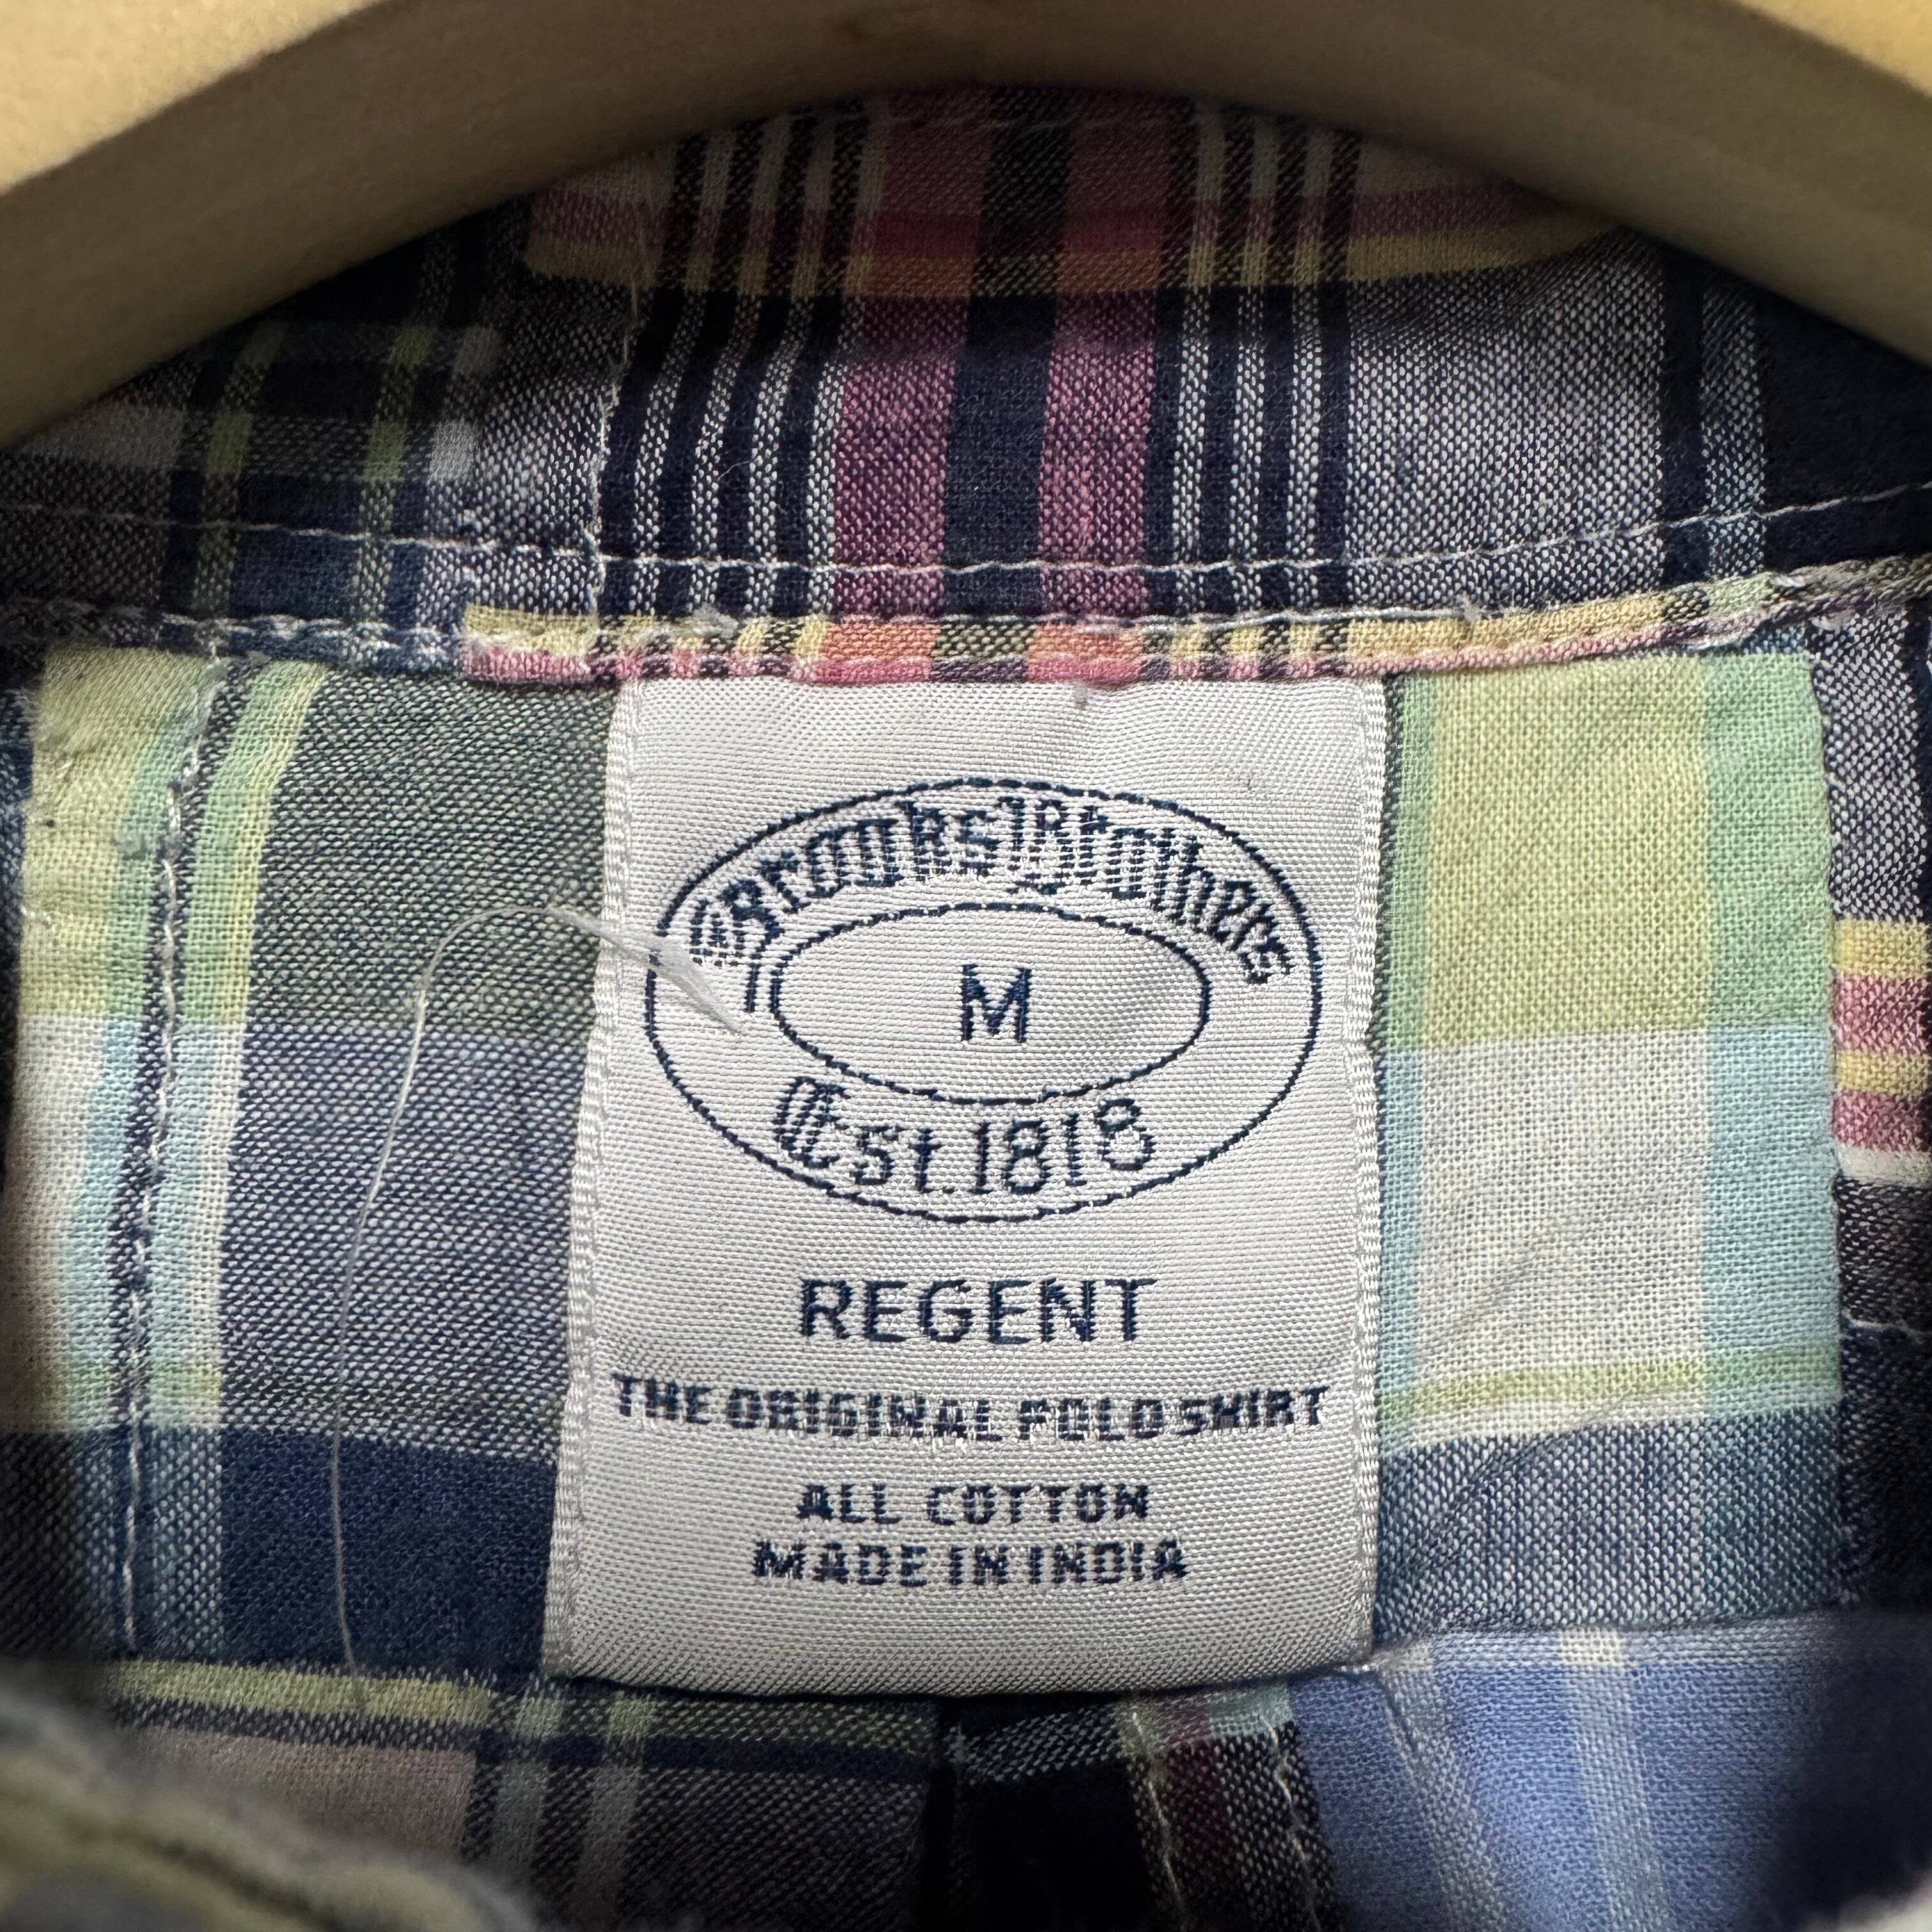 Brooks Brothers
M
Est. 1818
REGENT
THE ORIGINAL POLO SHIRT
ALL COTTON
MADE IN INDIA